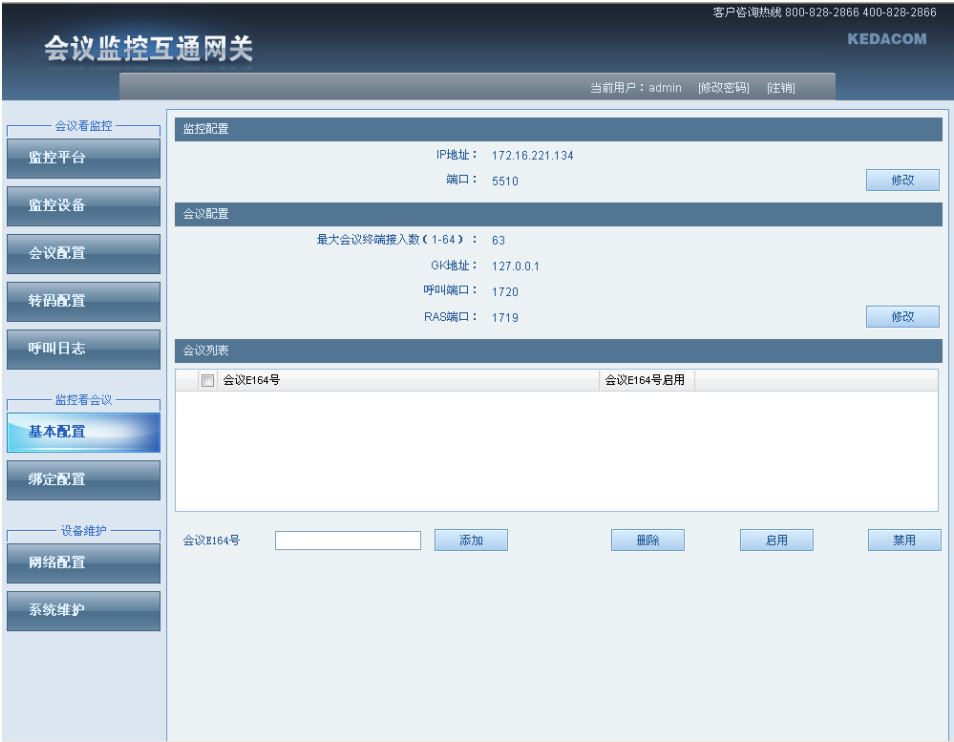 客户咨询热线 800-828-2866 400-828-2866
会议监控互通网关
KEDACOM
当前用户：admin [修改密码] [注销]
会议看监控
监控平台
监控设备
会议配置
转码配置
呼叫日志
监控看会议
基本配置
绑定配置
设备维护
网络配置
系统维护
监控配置
IP地址： 172.16.221.134
端口： 5510
修改
会议配置
最大会议终端接入数（1-64）： 63
GK地址： 127.0.0.1
呼叫端口： 1720
RAS端口： 1719
修改
会议列表
会议E164号 会议E164号启用
会议E164号 添加 删除 启用 禁用